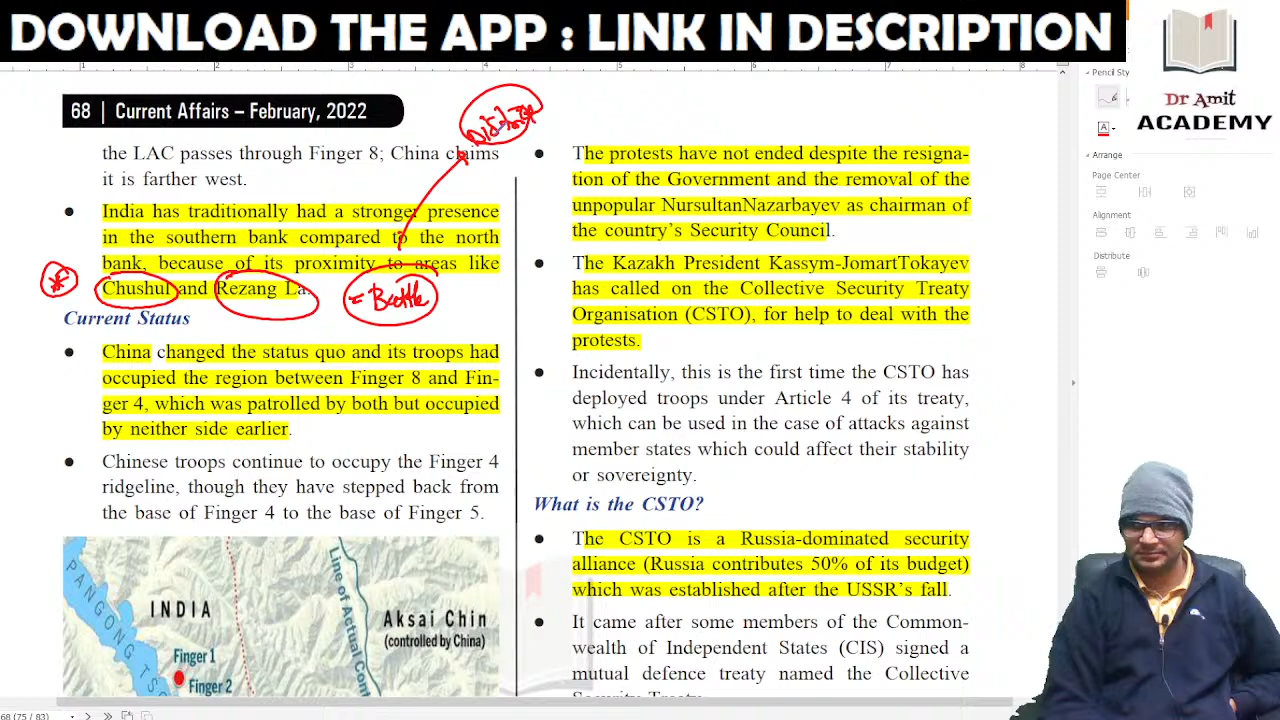 DOWNLOAD THE APP : LINK IN DESCRIPTION
Dr Amit
ACADEMY
68 | Current Affairs – February, 2022
the LAC passes through Finger 8; China claims
it is farther west.
● India has traditionally had a stronger presence
in the southern bank compared to the north
bank, because of its proximity to areas like
Chushul and Rezang La.
= Battle
Current Status
● China changed the status quo and its troops had
occupied the region between Finger 8 and Fin-
ger 4, which was patrolled by both but occupied
by neither side earlier.
● Chinese troops continue to occupy the Finger 4
ridgeline, though they have stepped back from
the base of Finger 4 to the base of Finger 5.
PANGONG TSO
INDIA
Finger 1
Finger 2
Line of Actual Cont
Aksai Chin
(controlled by China)
● The protests have not ended despite the resigna-
tion of the Government and the removal of the
unpopular NursultanNazarbayev as chairman of
the country's Security Council.
● The Kazakh President Kassym-JomartTokayev
has called on the Collective Security Treaty
Organisation (CSTO), for help to deal with the
protests.
● Incidentally, this is the first time the CSTO has
deployed troops under Article 4 of its treaty,
which can be used in the case of attacks against
member states which could affect their stability
or sovereignty.
What is the CSTO?
● The CSTO is a Russia-dominated security
alliance (Russia contributes 50% of its budget)
which was established after the USSR's fall.
● It came after some members of the Common-
wealth of Independent States (CIS) signed a
mutual defence treaty named the Collective
Security Treaty.
Pencil Sty
Arrange
Page Center
Alignment
Distribute
68 (75 / 83)